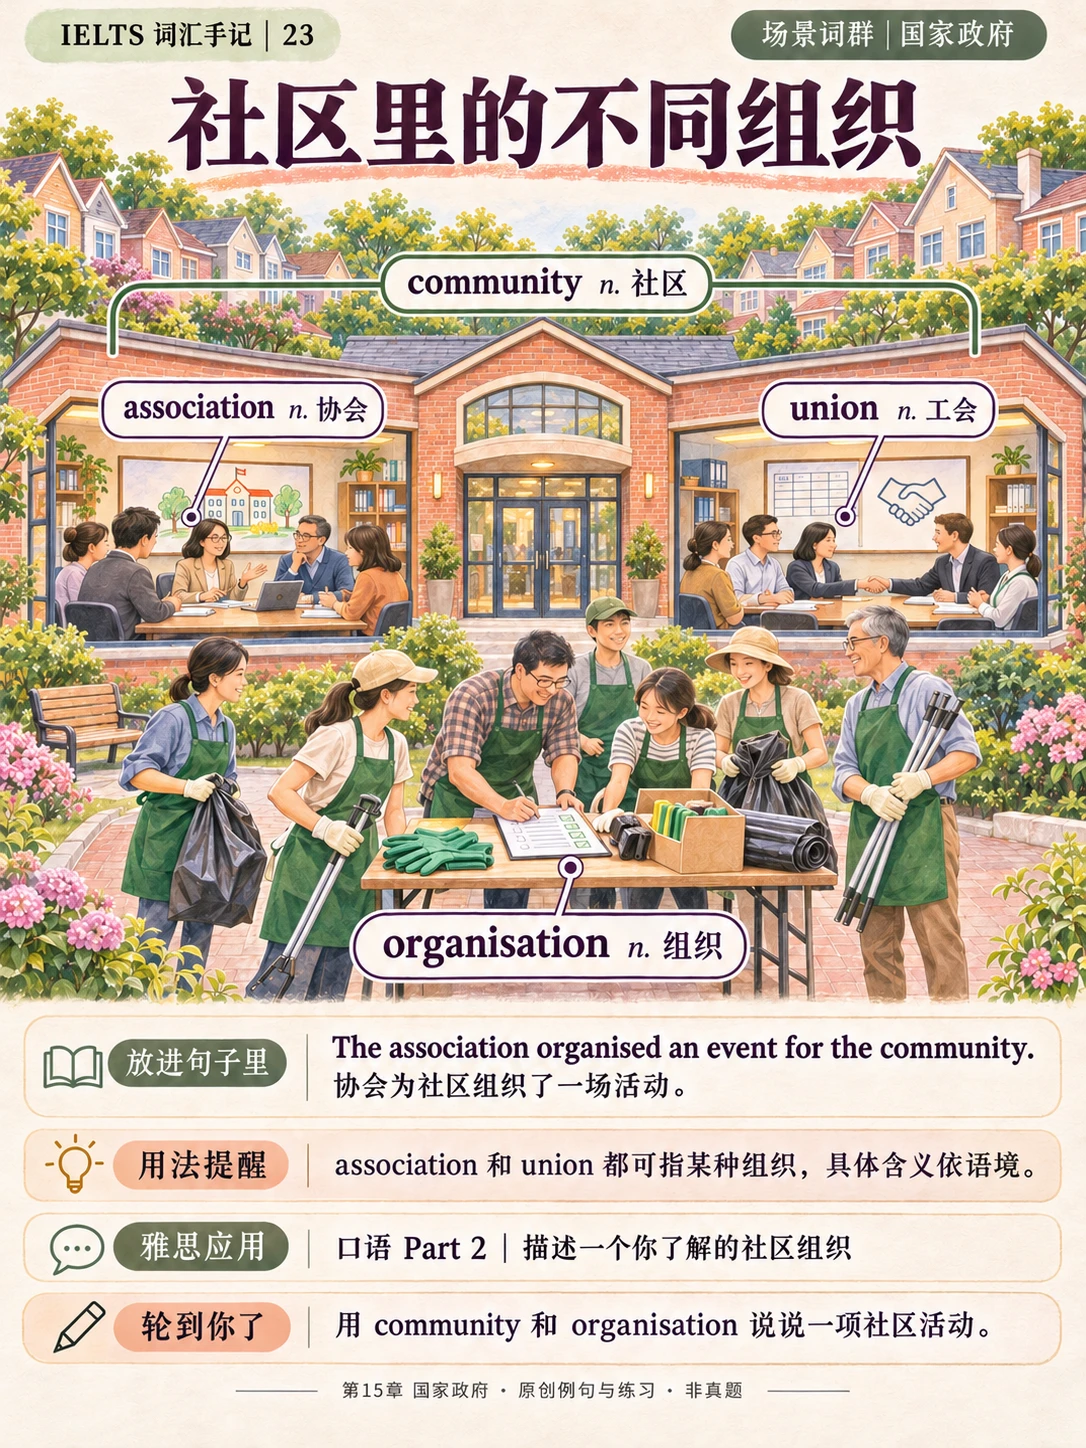 IELTS 词汇手记 | 23
场景词群 | 国家政府
社区里的不同组织
community n. 社区
association n. 协会
union n. 工会
organisation n. 组织
放进句子里
The association organised an event for the community.
协会为社区组织了一场活动。
用法提醒
association 和 union 都可指某种组织，具体含义依语境。
雅思应用
口语 Part 2 | 描述一个你了解的社区组织
轮到你了
用 community 和 organisation 说说一项社区活动。
第15章 国家政府 · 原创例句与练习 · 非真题